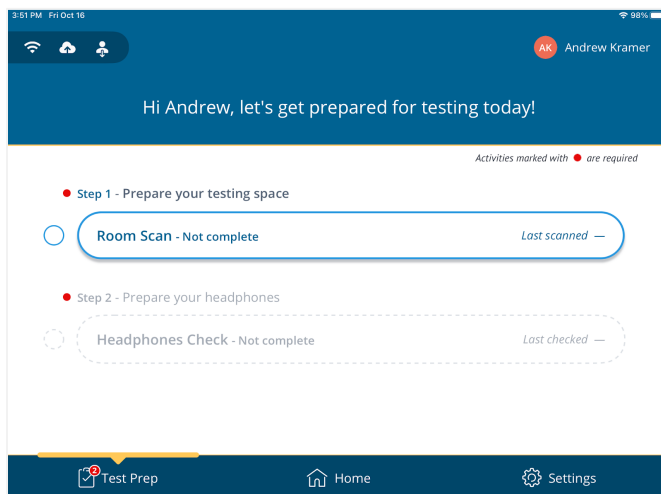 3:51 PM Fri Oct 16
98%
AK Andrew Kramer
Hi Andrew, let's get prepared for testing today!
Activities marked with ● are required
Step 1 - Prepare your testing space
Room Scan - Not complete
Last scanned —
Step 2 - Prepare your headphones
Headphones Check - Not complete
Last checked —
2
Test Prep
Home
Settings